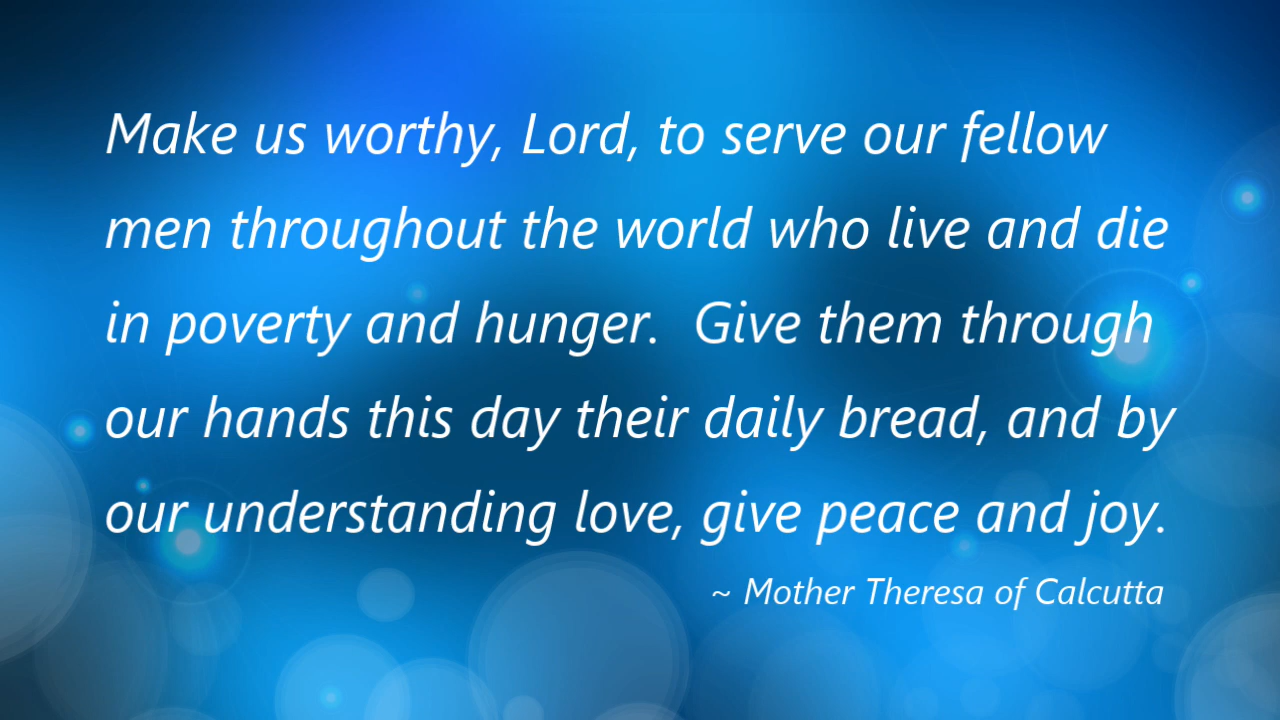 Make us worthy, Lord, to serve our fellow
men throughout the world who live and die
in poverty and hunger.  Give them through
our hands this day their daily bread, and by
our understanding love, give peace and joy.
~ Mother Theresa of Calcutta